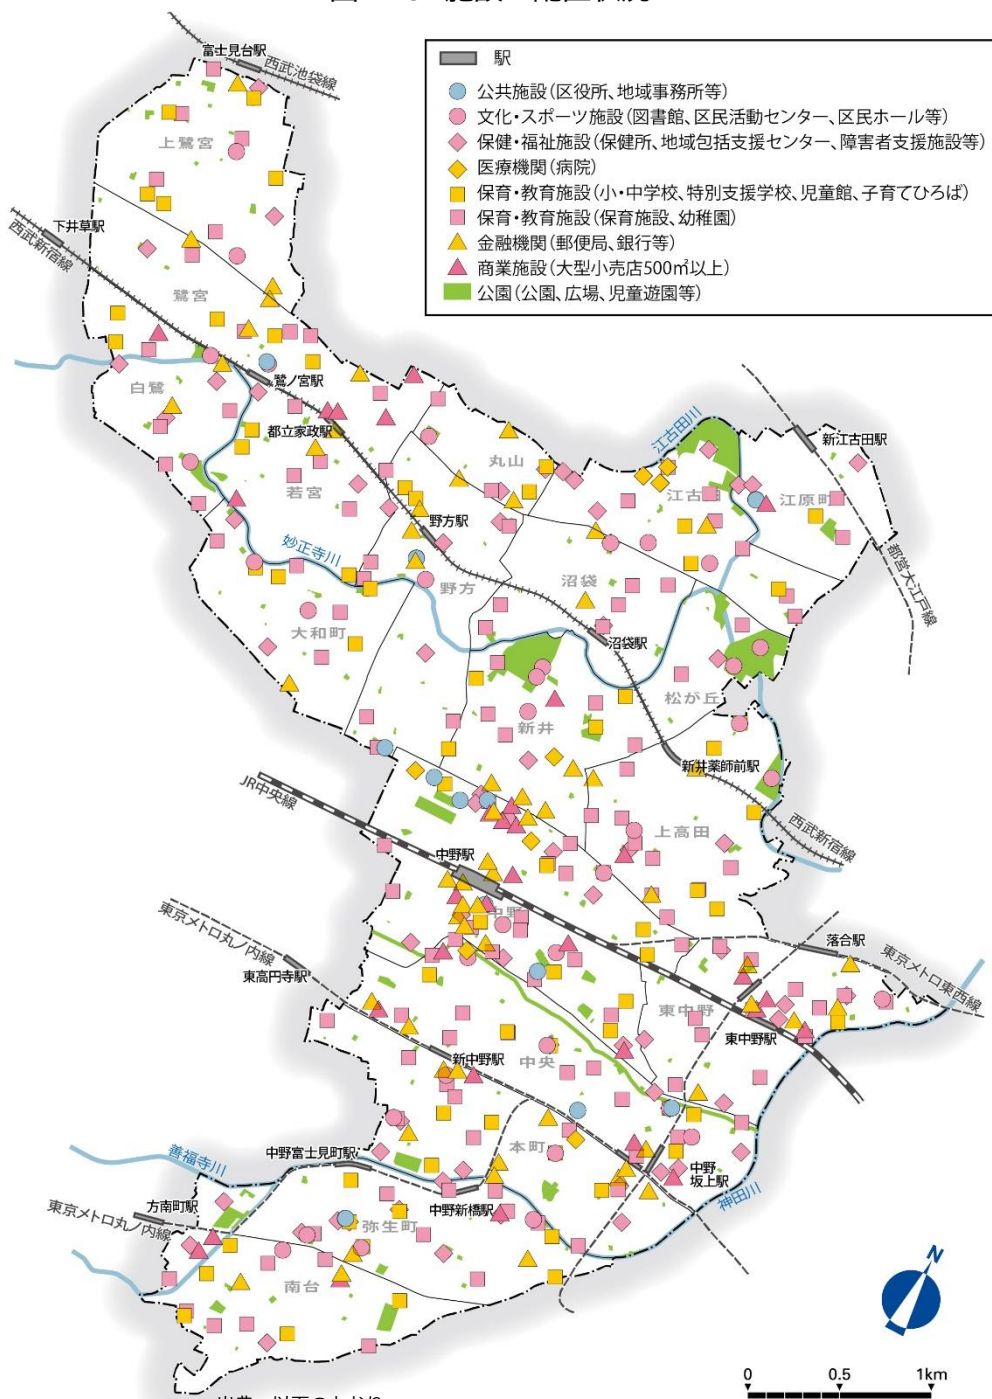 駅
公共施設(区役所、地域事務所等)
文化・スポーツ施設(図書館、区民活動センター、区民ホール等)
保健・福祉施設(保健所、地域包括支援センター、障害者支援施設等)
医療機関(病院)
保育・教育施設(小・中学校、特別支援学校、児童館、子育てひろば)
保育・教育施設(保育施設、幼稚園)
金融機関(郵便局、銀行等)
商業施設(大型小売店500㎡以上)
公園(公園、広場、児童遊園等)
富士見台駅
西武池袋線
上鷺宮
下井草駅
西武新宿線
鷺宮
白鷺
鷺ノ宮駅
都立家政駅
丸山
江古田川
新江古田駅
江古田
江原町
若宮
野方駅
妙正寺川
野方
沼袋
都営大江戸線
大和町
沼袋駅
松が丘
新井
新井薬師前駅
JR中央線
西武新宿線
上高田
中野駅
中野
東京メトロ丸ノ内線
東高円寺駅
落合駅
東京メトロ東西線
東中野
東中野駅
新中野駅
中央
本町
善福寺川
中野富士見町駅
中野
坂上駅
神田川
方南町駅
中野新橋駅
東京メトロ丸ノ内線
弥生町
南台
N
0 0.5 1km